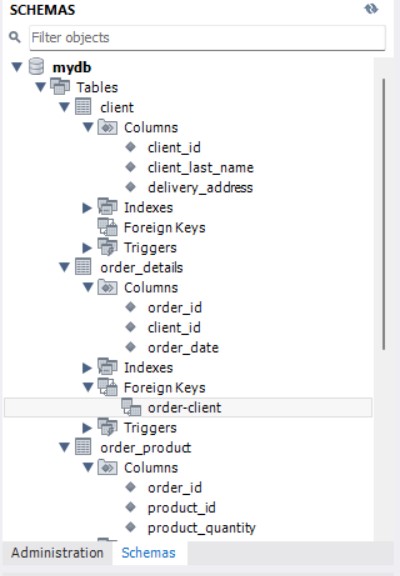 SCHEMAS
Filter objects
mydb
Tables
client
Columns
client_id
client_last_name
delivery_address
Indexes
Foreign Keys
Triggers
order_details
Columns
order_id
client_id
order_date
Indexes
Foreign Keys
order-client
Triggers
order_product
Columns
order_id
product_id
product_quantity
Administration Schemas